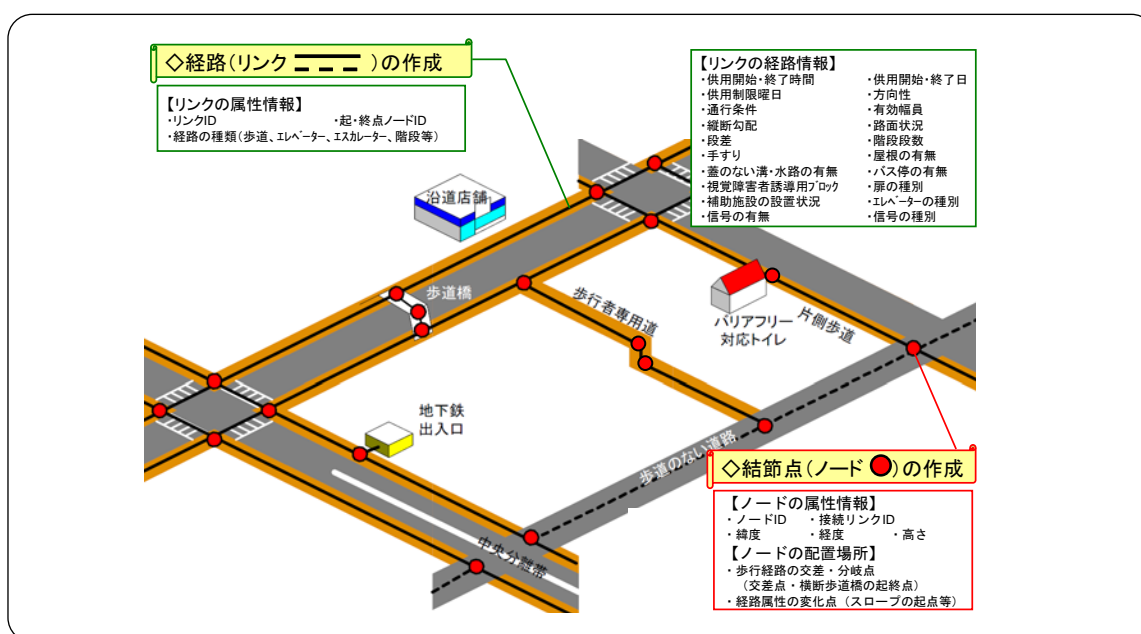 ◇経路(リンク )の作成
【リンクの属性情報】
・リンクID ・起・終点ノードID
・経路の種類(歩道、エレベーター、エスカレーター、階段等)
【リンクの経路情報】
・供用開始・終了時間 ・供用開始・終了日
・供用制限曜日 ・方向性
・通行条件 ・有効幅員
・縦断勾配 ・路面状況
・段差 ・階段段数
・手すり ・屋根の有無
・蓋のない溝・水路の有無 ・バス停の有無
・視覚障害者誘導用ブロック ・扉の種別
・補助施設の設置状況 ・エレベーターの種別
・信号の有無 ・信号の種別
沿道店舗
歩道橋
歩行者専用道
バリアフリー
対応トイレ
片側歩道
地下鉄
出入口
歩道のない道路
中央分離帯
◇結節点(ノード )の作成
【ノードの属性情報】
・ノードID ・接続リンクID
・緯度 ・経度 ・高さ
【ノードの配置場所】
・歩行経路の交差・分岐点
(交差点・横断歩道橋の起終点)
・経路属性の変化点(スロープの起点等)